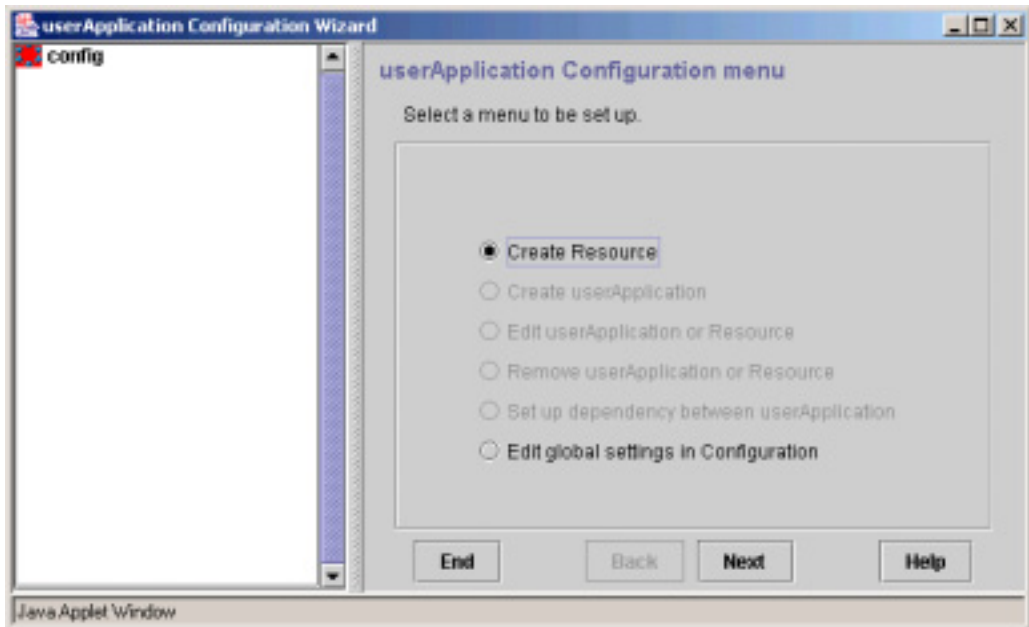 userApplication Configuration Wizard
config
userApplication Configuration menu
Select a menu to be set up.
Create Resource
Create userApplication
Edit userApplication or Resource
Remove userApplication or Resource
Set up dependency between userApplication
Edit global settings in Configuration
End
Back
Next
Help
Java Applet Window